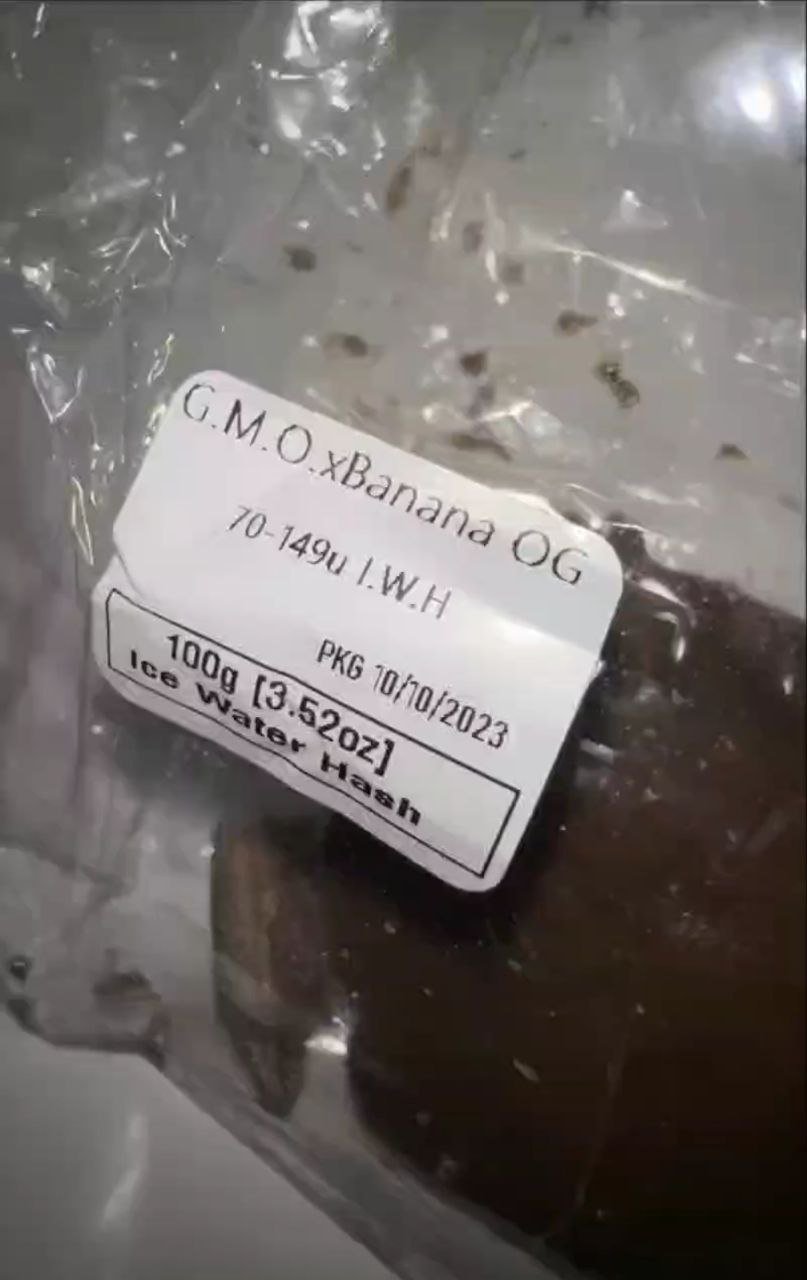 G.M.O.xBanana OG
70-149u I.W.H
PKG 10/10/2023
100g [3.52oz]
Ice Water Hash